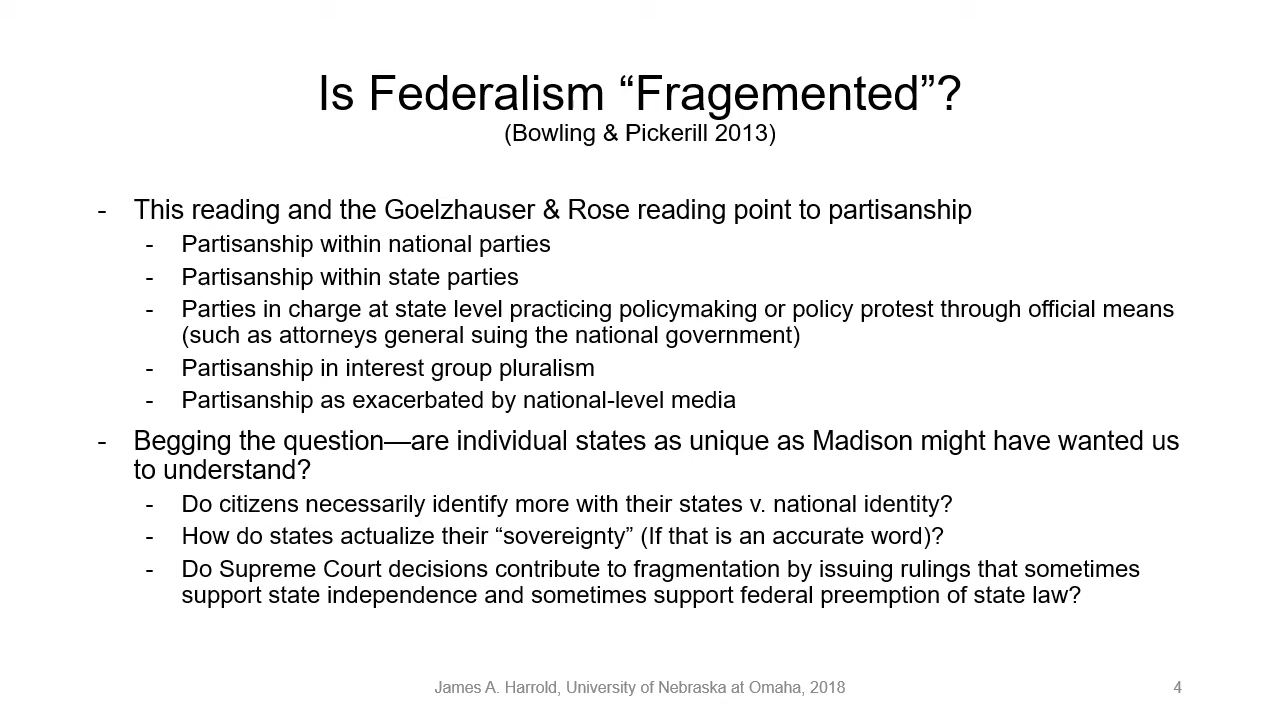 Is Federalism “Fragemented”?
(Bowling & Pickerill 2013)
- This reading and the Goelzhauser & Rose reading point to partisanship
- Partisanship within national parties
- Partisanship within state parties
- Parties in charge at state level practicing policymaking or policy protest through official means
(such as attorneys general suing the national government)
- Partisanship in interest group pluralism
- Partisanship as exacerbated by national-level media
- Begging the question—are individual states as unique as Madison might have wanted us
to understand?
- Do citizens necessarily identify more with their states v. national identity?
- How do states actualize their “sovereignty” (If that is an accurate word)?
- Do Supreme Court decisions contribute to fragmentation by issuing rulings that sometimes
support state independence and sometimes support federal preemption of state law?
James A. Harrold, University of Nebraska at Omaha, 2018
4